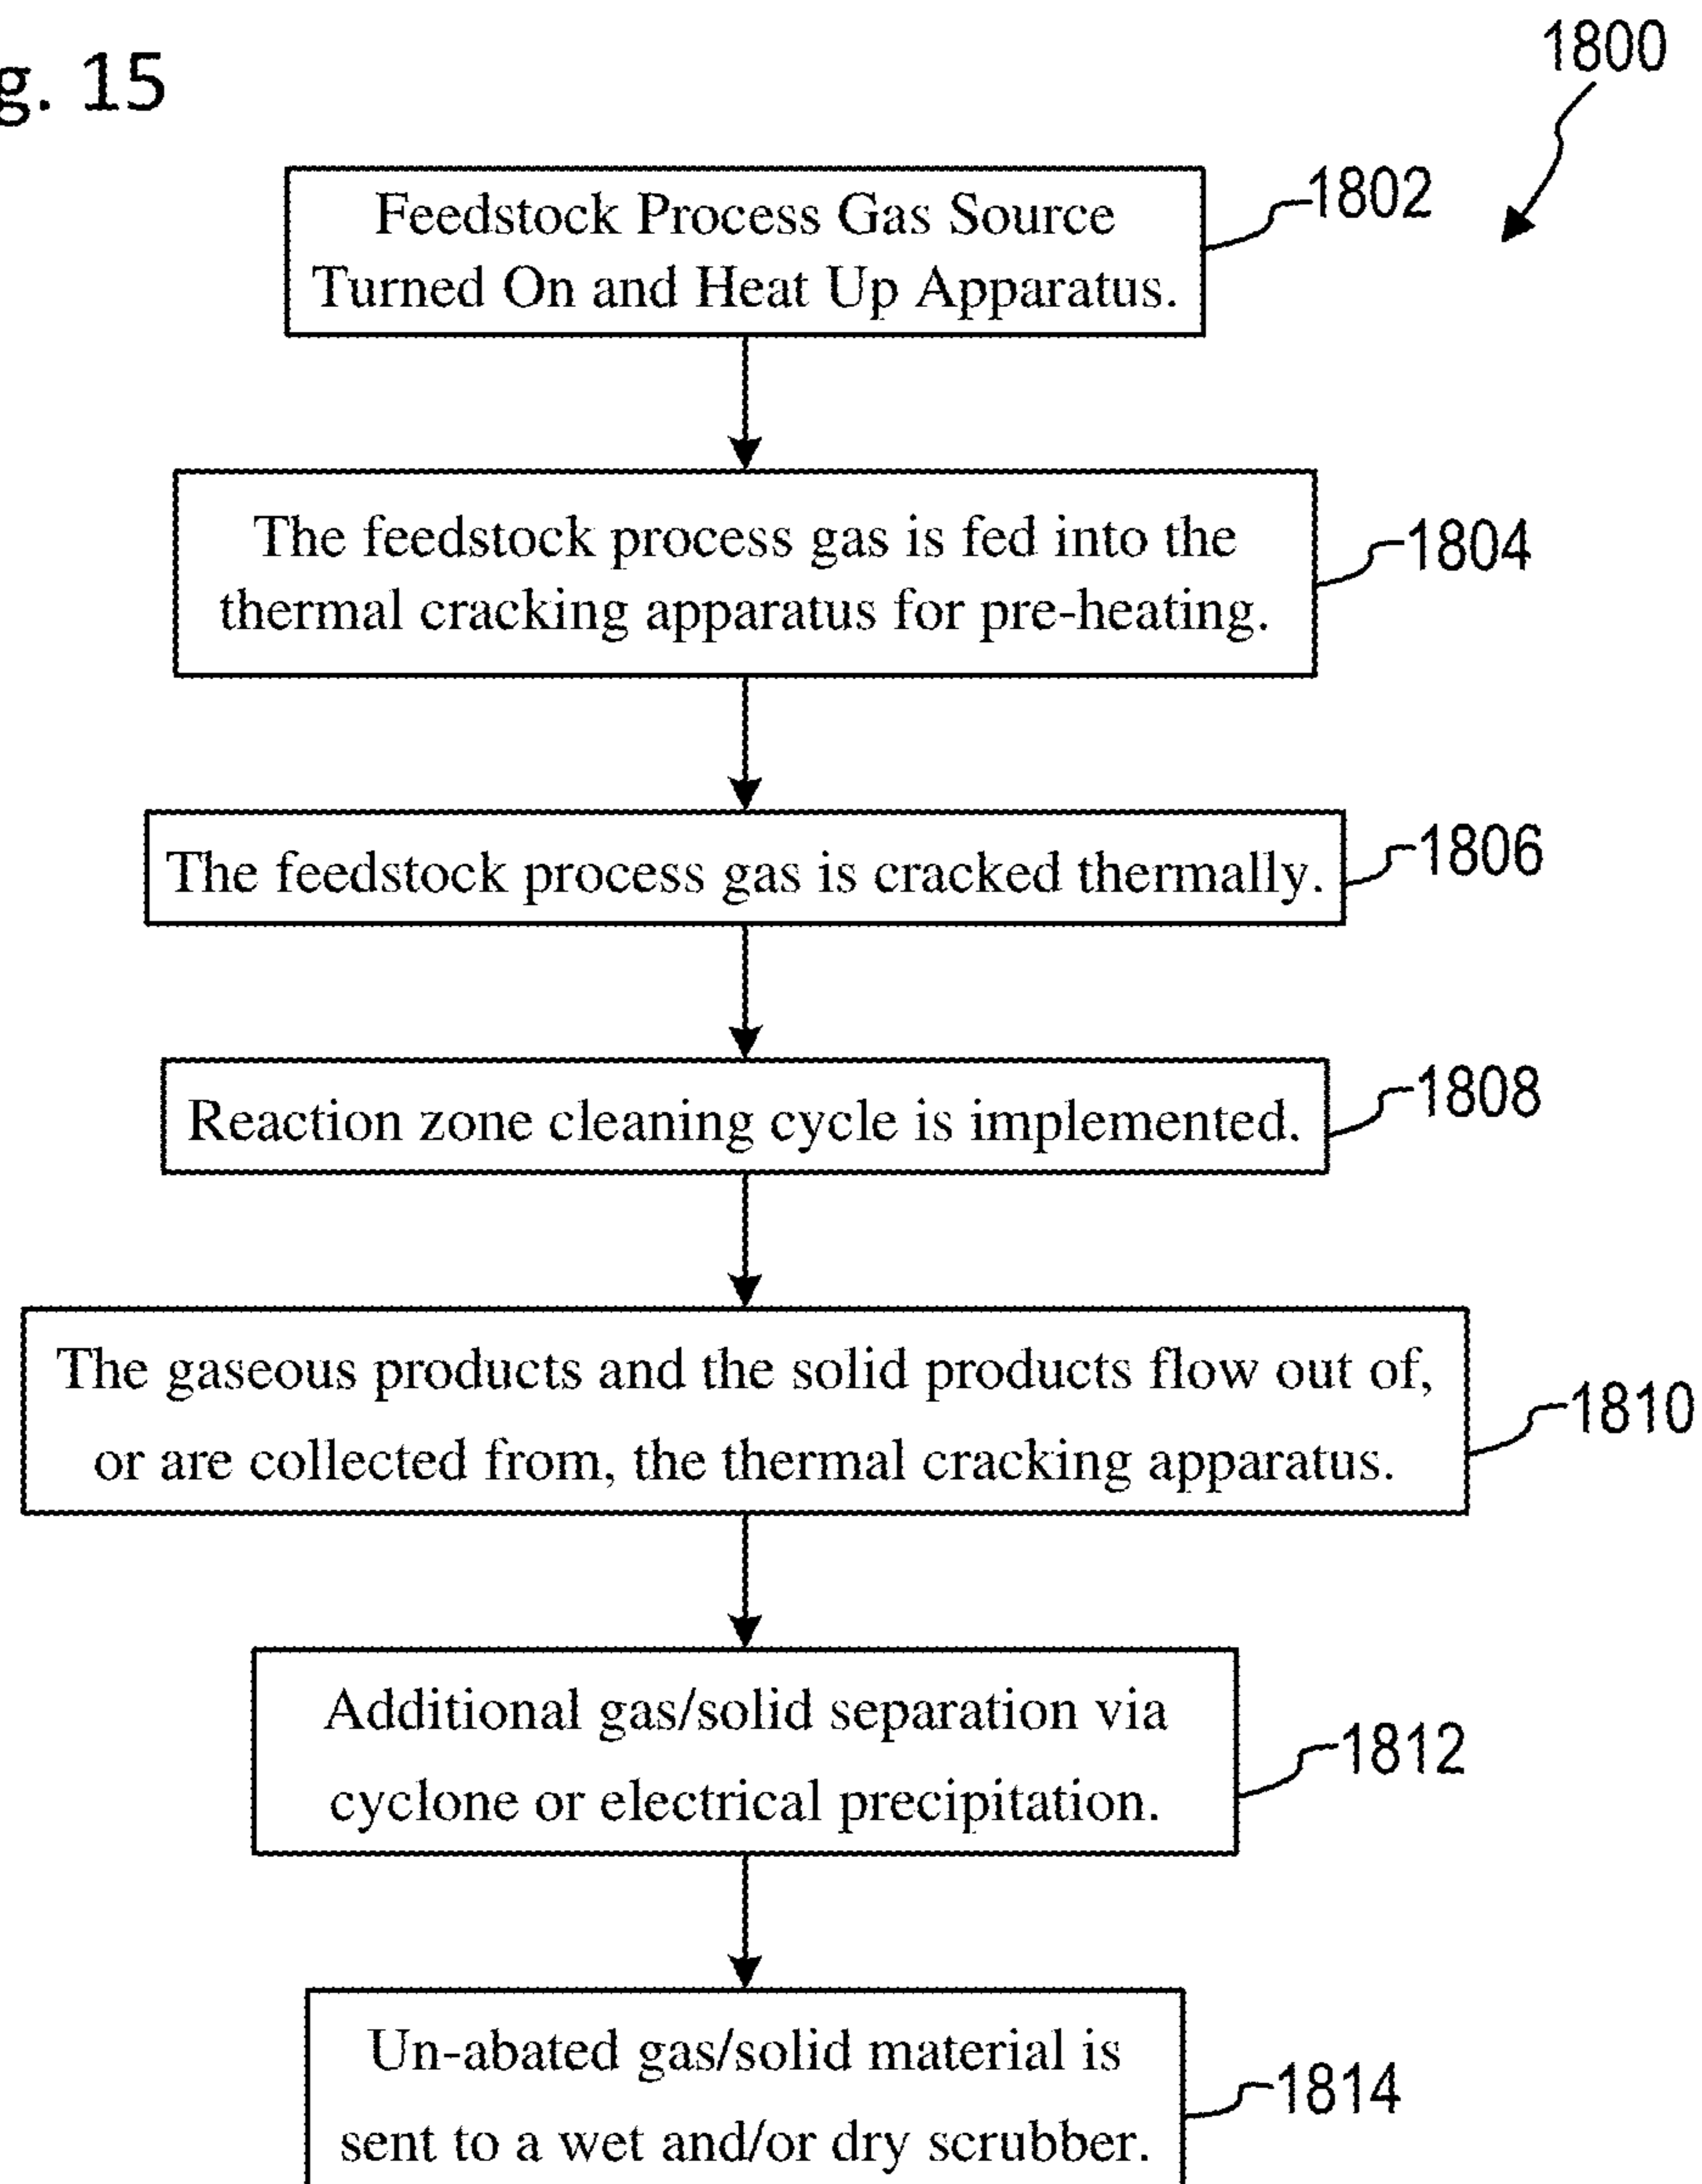 g. 15
1800
Feedstock Process Gas Source
Turned On and Heat Up Apparatus.
1802
The feedstock process gas is fed into the
thermal cracking apparatus for pre-heating.
1804
The feedstock process gas is cracked thermally.
1806
Reaction zone cleaning cycle is implemented.
1808
The gaseous products and the solid products flow out of,
or are collected from, the thermal cracking apparatus.
1810
Additional gas/solid separation via
cyclone or electrical precipitation.
1812
Un-abated gas/solid material is
sent to a wet and/or dry scrubber.
1814